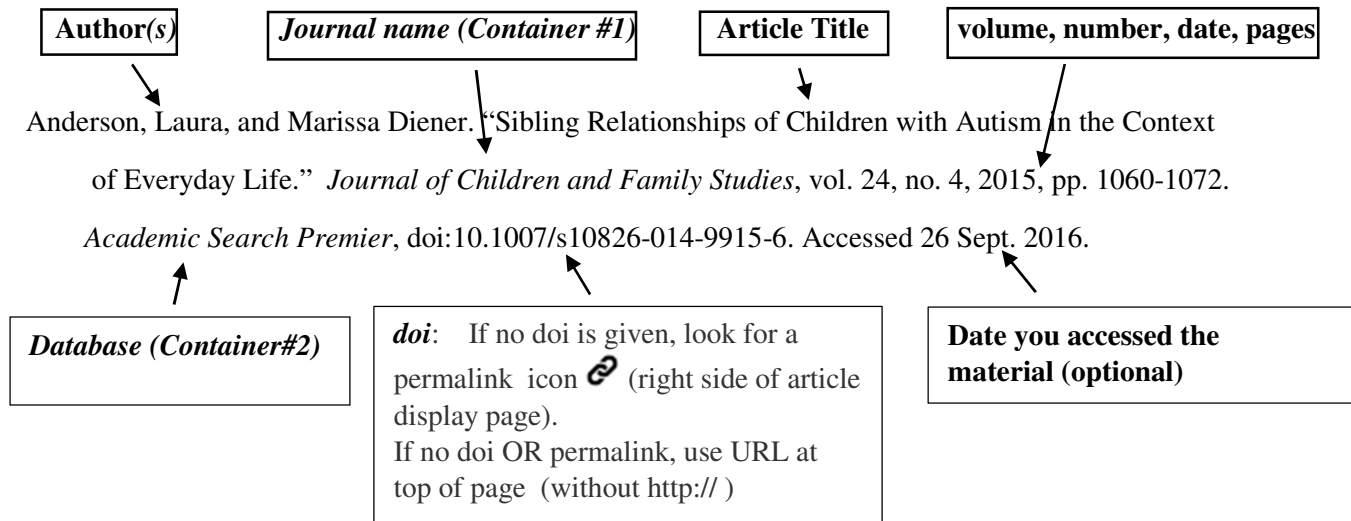 Author(s) Journal name (Container #1) Article Title volume, number, date, pages
Anderson, Laura, and Marissa Diener. “Sibling Relationships of Children with Autism in the Context
of Everyday Life.” Journal of Children and Family Studies, vol. 24, no. 4, 2015, pp. 1060-1072.
Academic Search Premier, doi:10.1007/s10826-014-9915-6. Accessed 26 Sept. 2016.
Database (Container#2)
doi: If no doi is given, look for a
permalink icon (right side of article
display page).
If no doi OR permalink, use URL at
top of page (without http:// )
Date you accessed the
material (optional)